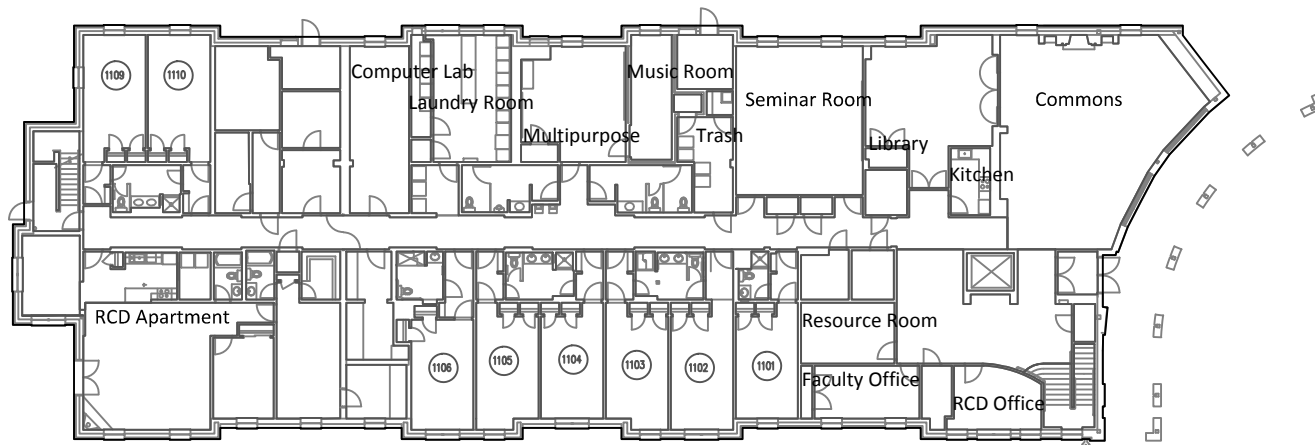 1109
1110
Computer Lab
Laundry Room
Multipurpose
Music Room
Trash
Seminar Room
Library
Kitchen
Commons
RCD Apartment
1106
1105
1104
1103
1102
1101
Resource Room
Faculty Office
RCD Office